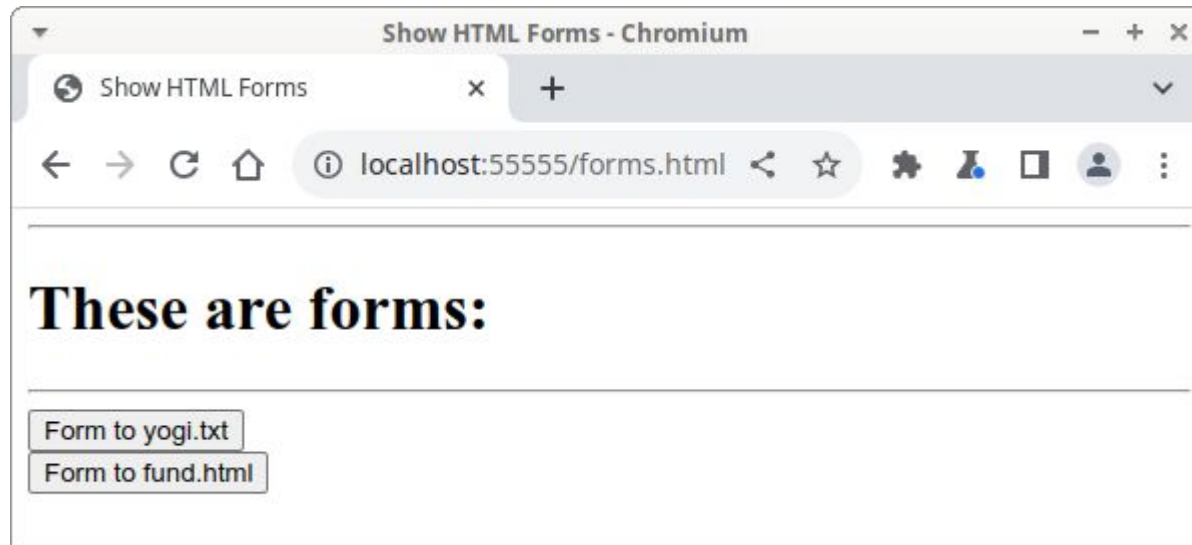 Show HTML Forms - Chromium
Show HTML Forms
localhost:55555/forms.html
These are forms:
Form to yogi.txt
Form to fund.html